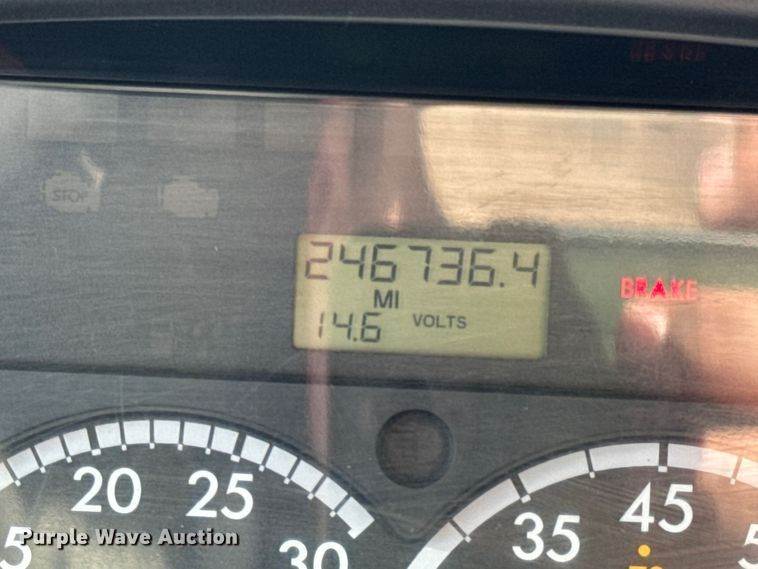 STOP
246736.4
MI
14.6 VOLTS
BRAKE
20 25 30
35 45
Purple Wave Auction